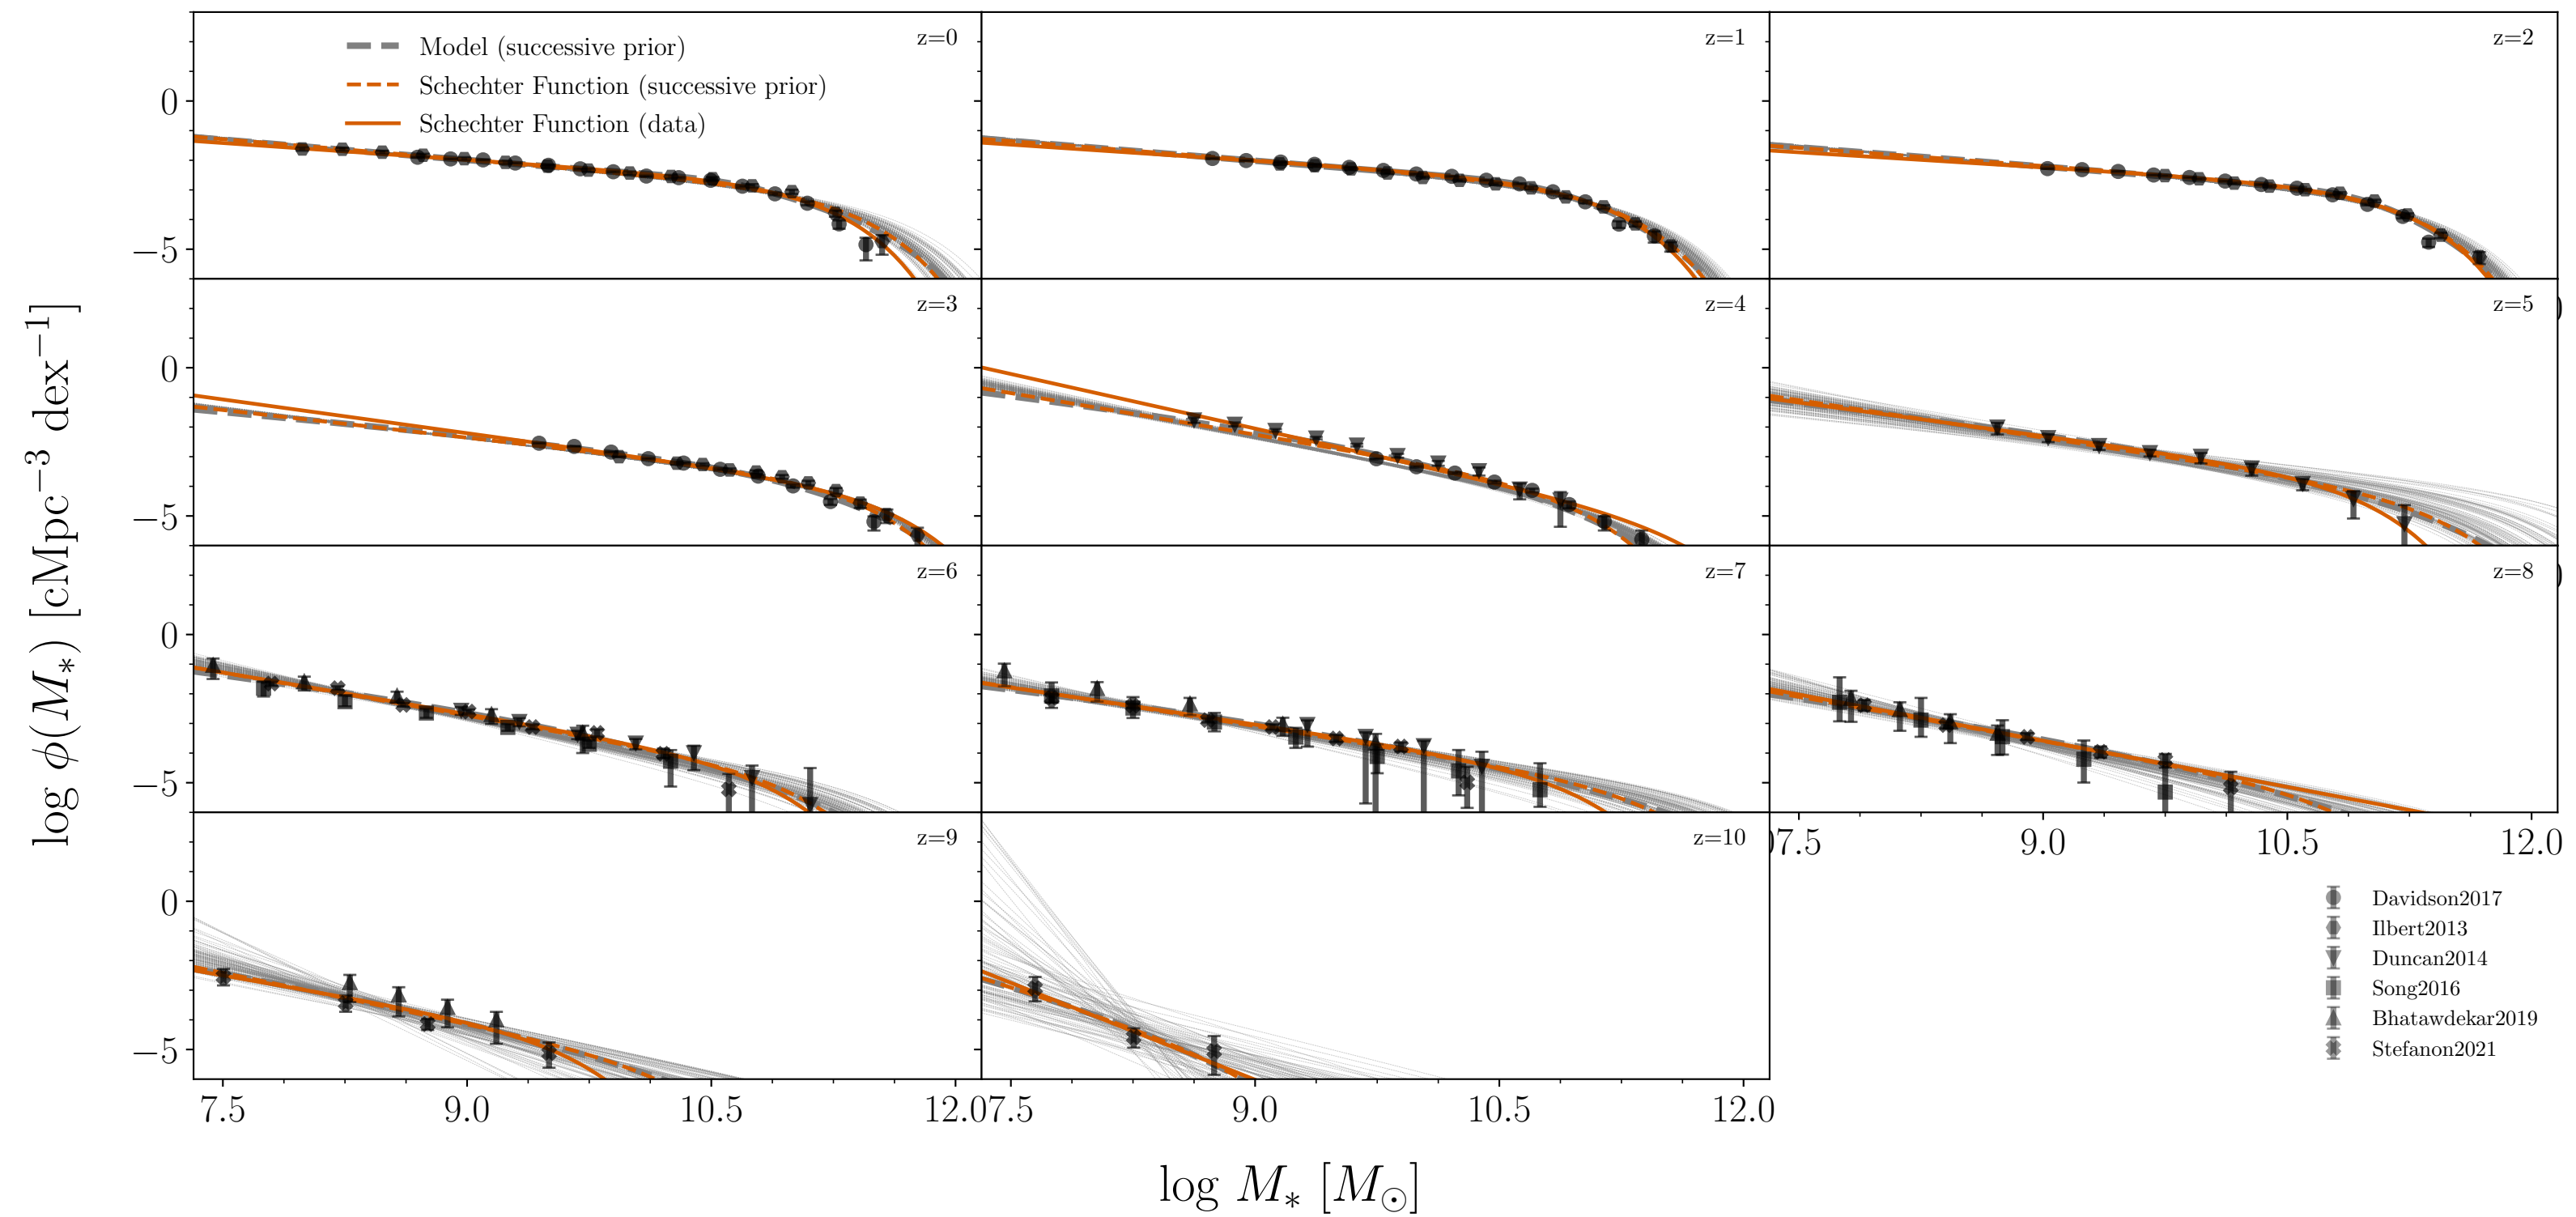 Model (successive prior)
Schechter Function (successive prior)
Schechter Function (data)
z=0
z=1
z=2
0
−5
z=3
z=4
z=5
0
−5
z=6
z=7
z=8
0
−5
7.5 9.0 10.5 12.0
z=9
z=10
0
−5
7.5 9.0 10.5 12.0
7.5 9.0 10.5 12.0
Davidson2017
Ilbert2013
Duncan2014
Song2016
Bhatawdekar2019
Stefanon2021
log ϕ(M∗) [cMpc⁻³ dex⁻¹]
log M∗ [M⊙]